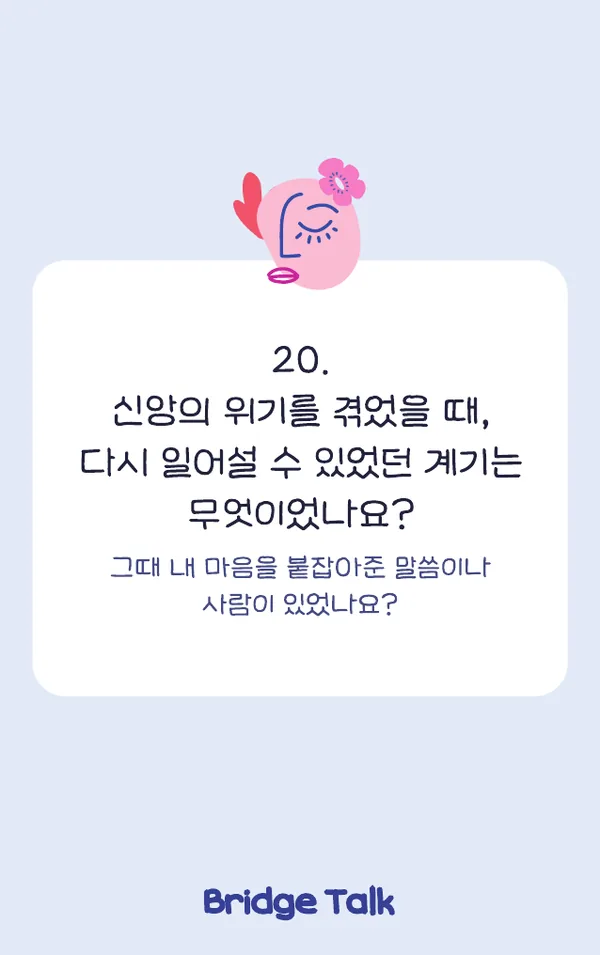 20.
신앙의 위기를 겪었을 때,
다시 일어설 수 있었던 계기는
무엇이었나요?
그때 내 마음을 붙잡아준 말씀이나
사람이 있었나요?
Bridge Talk